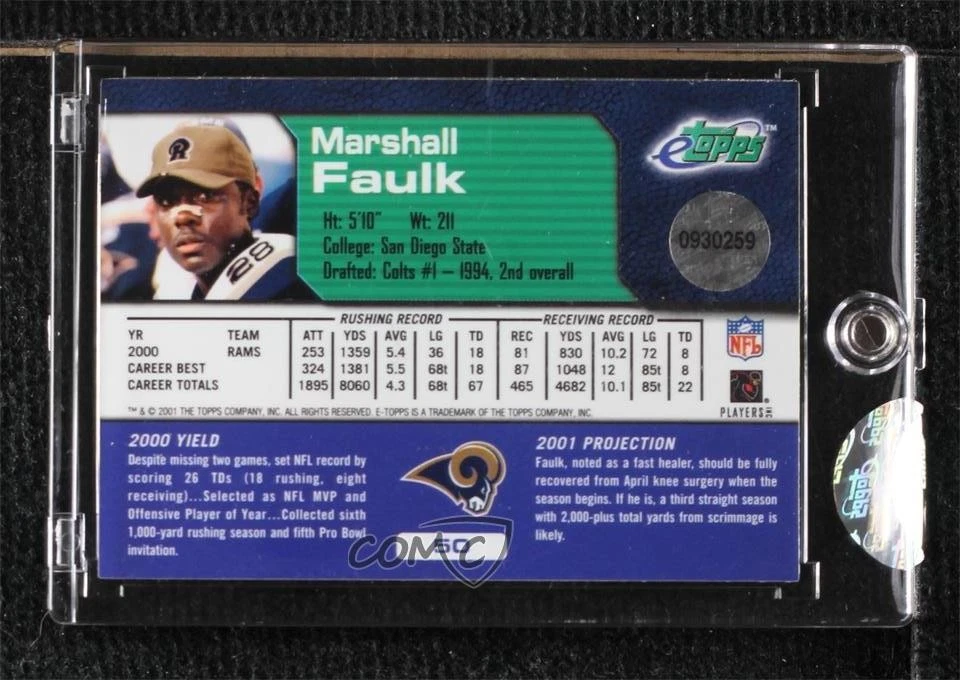 R
28
Marshall
Faulk
Ht: 5'10" Wt: 211
College: San Diego State
Drafted: Colts #1 – 1994, 2nd overall
eTOPPS™
0930259
RUSHING RECORD RECEIVING RECORD
YR TEAM ATT YDS AVG LG TD REC YDS AVG LG TD
2000 RAMS 253 1359 5.4 36 18 81 830 10.2 72 8
CAREER BEST 324 1381 5.5 68t 18 87 1048 12 85t 8
CAREER TOTALS 1895 8060 4.3 68t 67 465 4682 10.1 85t 22
NFL
PLAYERS INC
™ & © 2001 THE TOPPS COMPANY, INC. ALL RIGHTS RESERVED. E-TOPPS IS A TRADEMARK OF THE TOPPS COMPANY, INC.
2000 YIELD
Despite missing two games, set NFL record by
scoring 26 TDs (18 rushing, eight
receiving)...Selected as NFL MVP and
Offensive Player of Year...Collected sixth
1,000-yard rushing season and fifth Pro Bowl
invitation.
50
COMC
2001 PROJECTION
Faulk, noted as a fast healer, should be fully
recovered from April knee surgery when the
season begins. If he is, a third straight season
with 2,000-plus total yards from scrimmage is
likely.
Topps